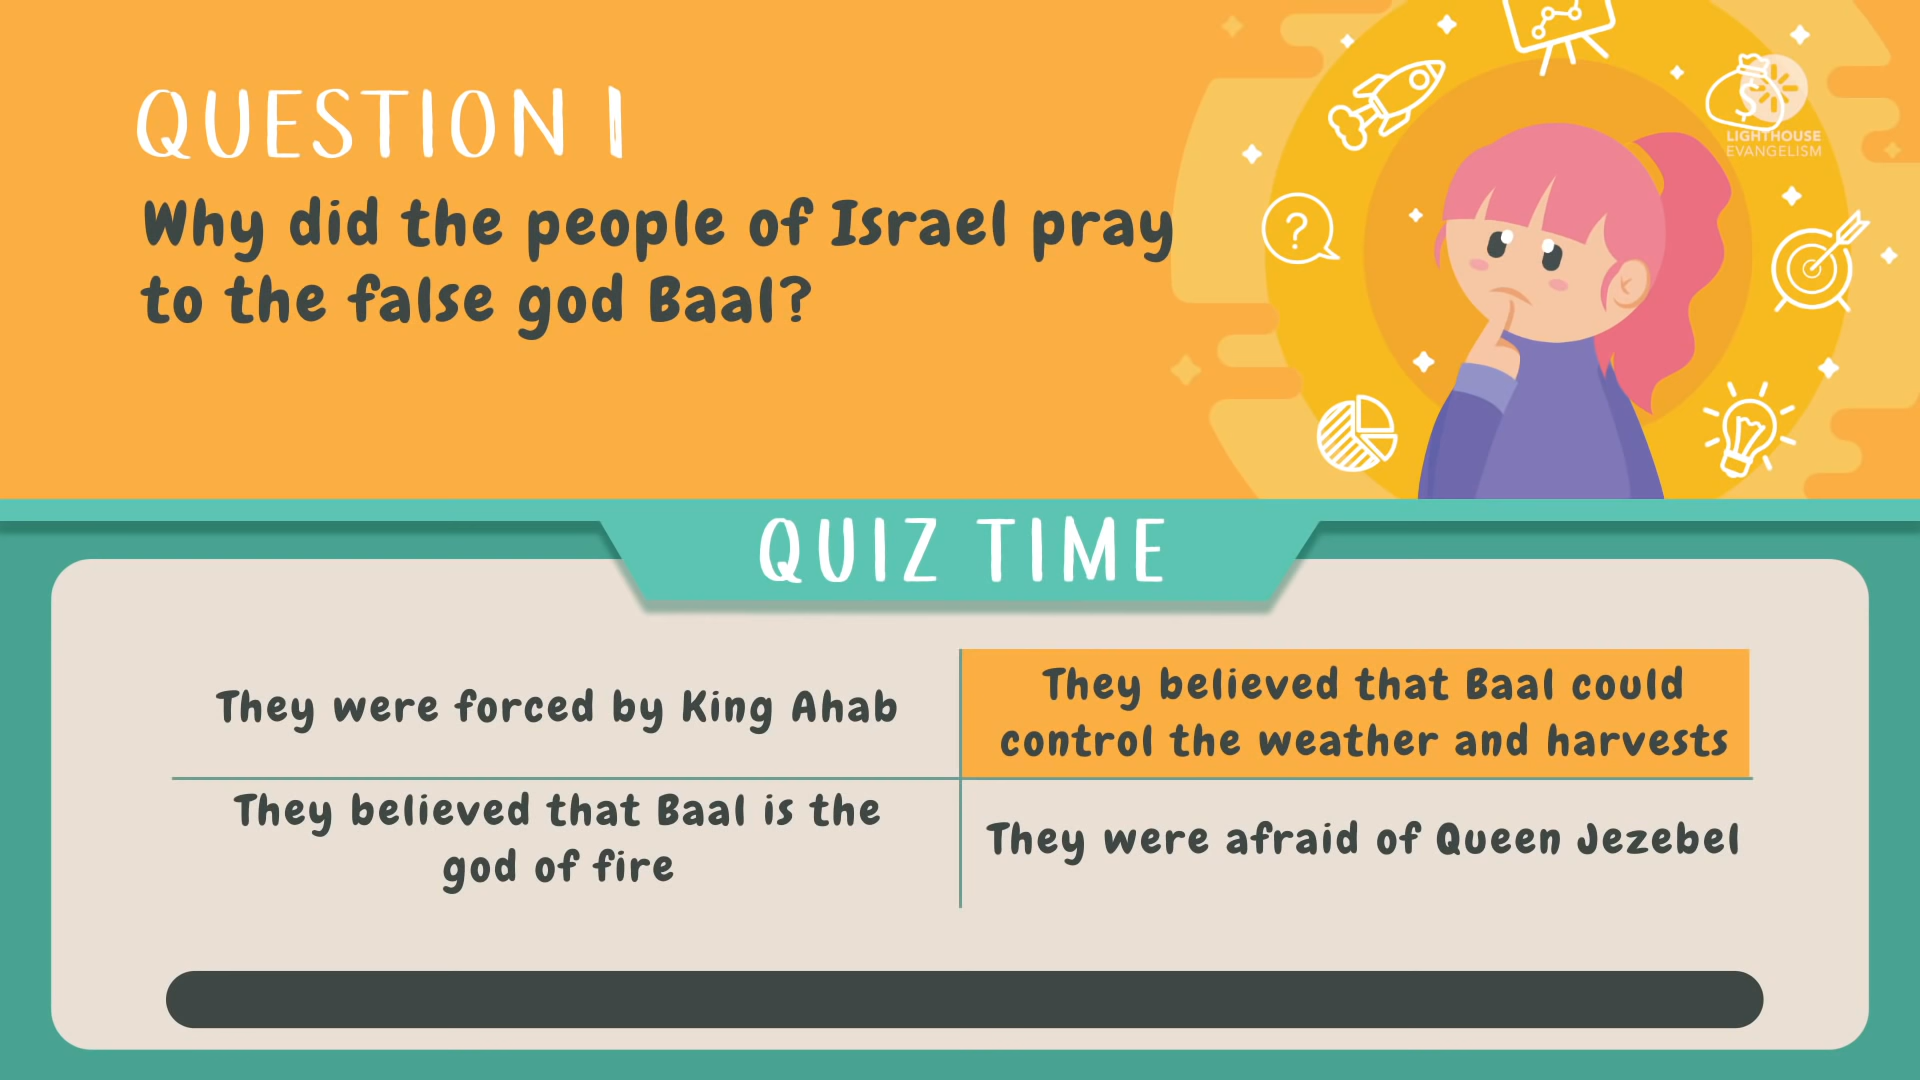 QUESTION 1
LIGHTHOUSE
EVANGELISM
Why did the people of Israel pray
to the false god Baal?
?
$
QUIZ TIME
They were forced by King Ahab
They believed that Baal could
control the weather and harvests
They believed that Baal is the
god of fire
They were afraid of Queen Jezebel